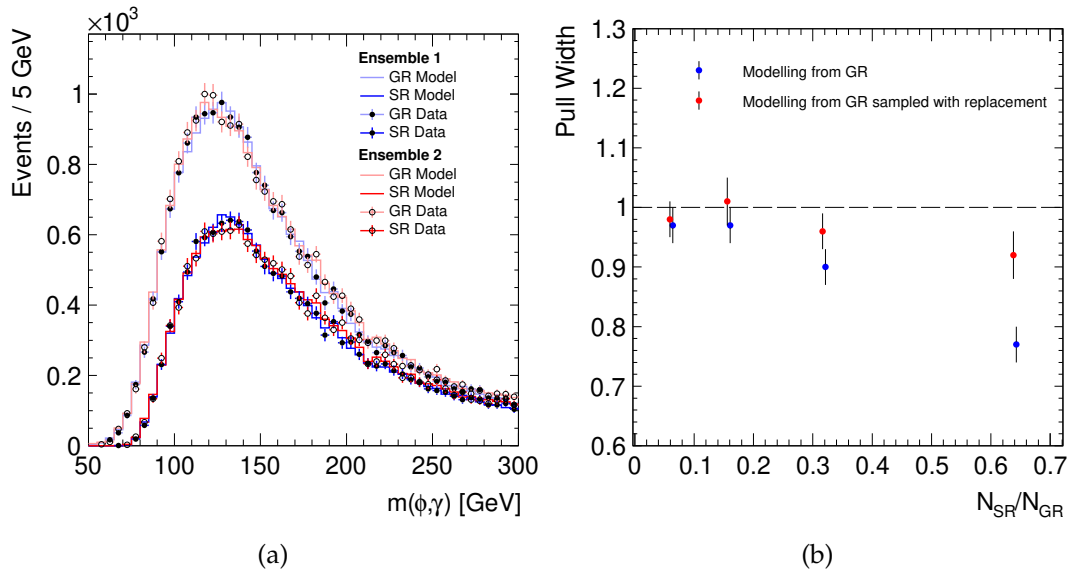 ×10³
Events / 5 GeV
1
0.8
0.6
0.4
0.2
0
50 100 150 200 250 300
m(ϕ,γ) [GeV]
Ensemble 1
GR Model
SR Model
GR Data
SR Data
Ensemble 2
GR Model
SR Model
GR Data
SR Data
(a)
Pull Width
1.3
1.2
1.1
1
0.9
0.8
0.7
0.6
0 0.1 0.2 0.3 0.4 0.5 0.6 0.7
N_SR/N_GR
Modelling from GR
Modelling from GR sampled with replacement
(b)